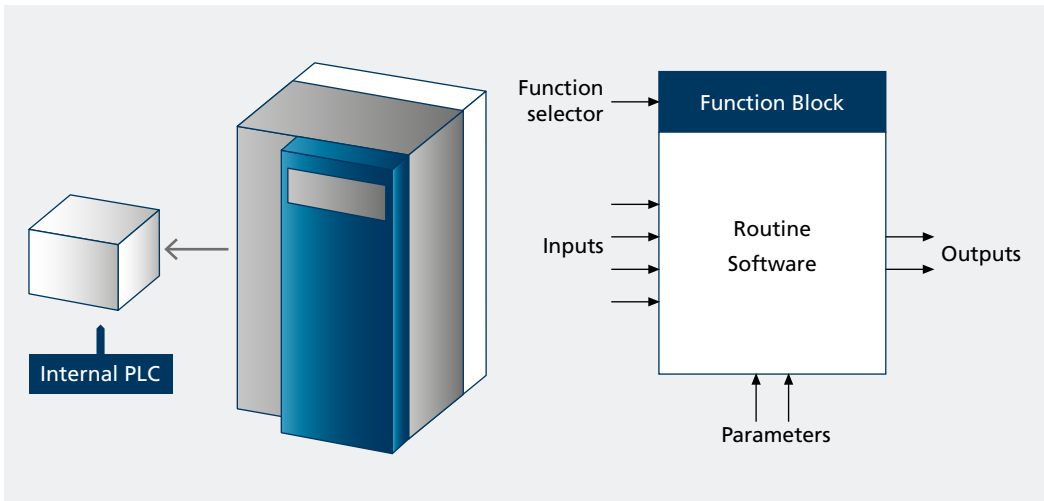 Internal PLC
Function
selector
Function Block
Inputs
Routine
Software
Outputs
Parameters